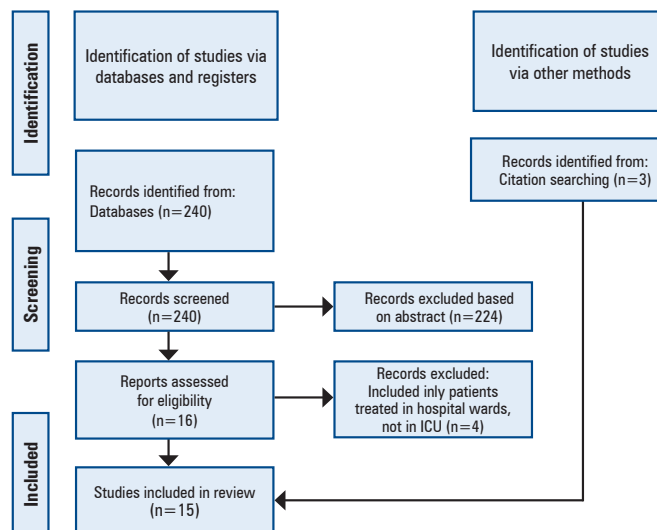 Identification
Identification of studies via
databases and registers
Identification of studies
via other methods
Records identified from:
Citation searching (n=3)
Records identified from:
Databases (n=240)
Screening
Records screened
(n=240)
Records excluded based
on abstract (n=224)
Reports assessed
for eligibility
(n=16)
Records excluded:
Included inly patients
treated in hospital wards,
not in ICU (n=4)
Included
Studies included in review
(n=15)